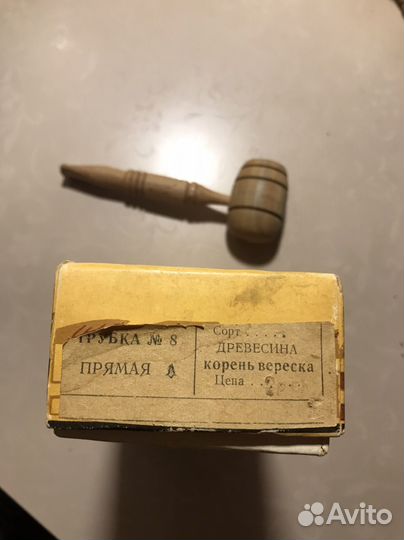 ТРУБКА № 8
ПРЯМАЯ
Сорт . . . . .
ДРЕВЕСИНА
корень вереска
Цена . . . . .
Avito